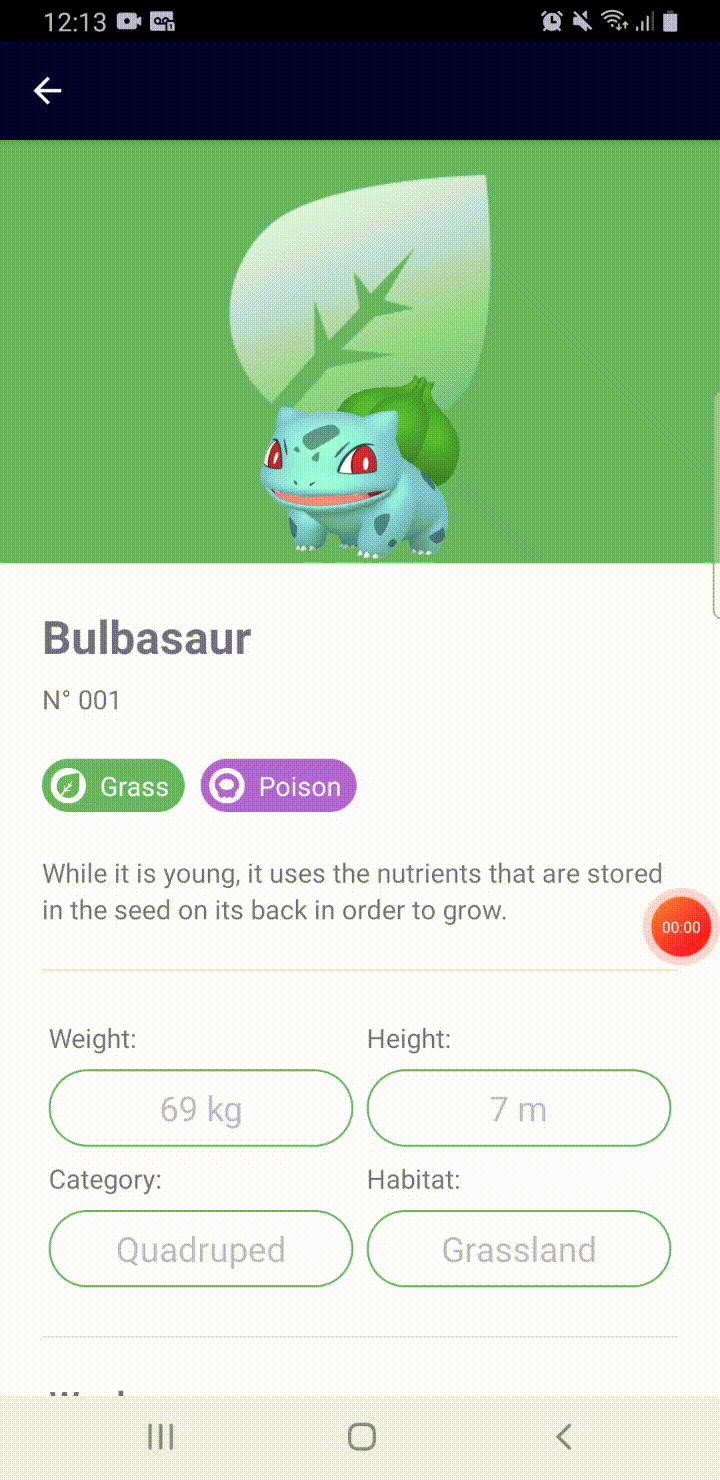 12:13
Bulbasaur
N° 001
Grass Poison
While it is young, it uses the nutrients that are stored
in the seed on its back in order to grow.
00:00
Weight: Height:
69 kg 7 m
Category: Habitat:
Quadruped Grassland